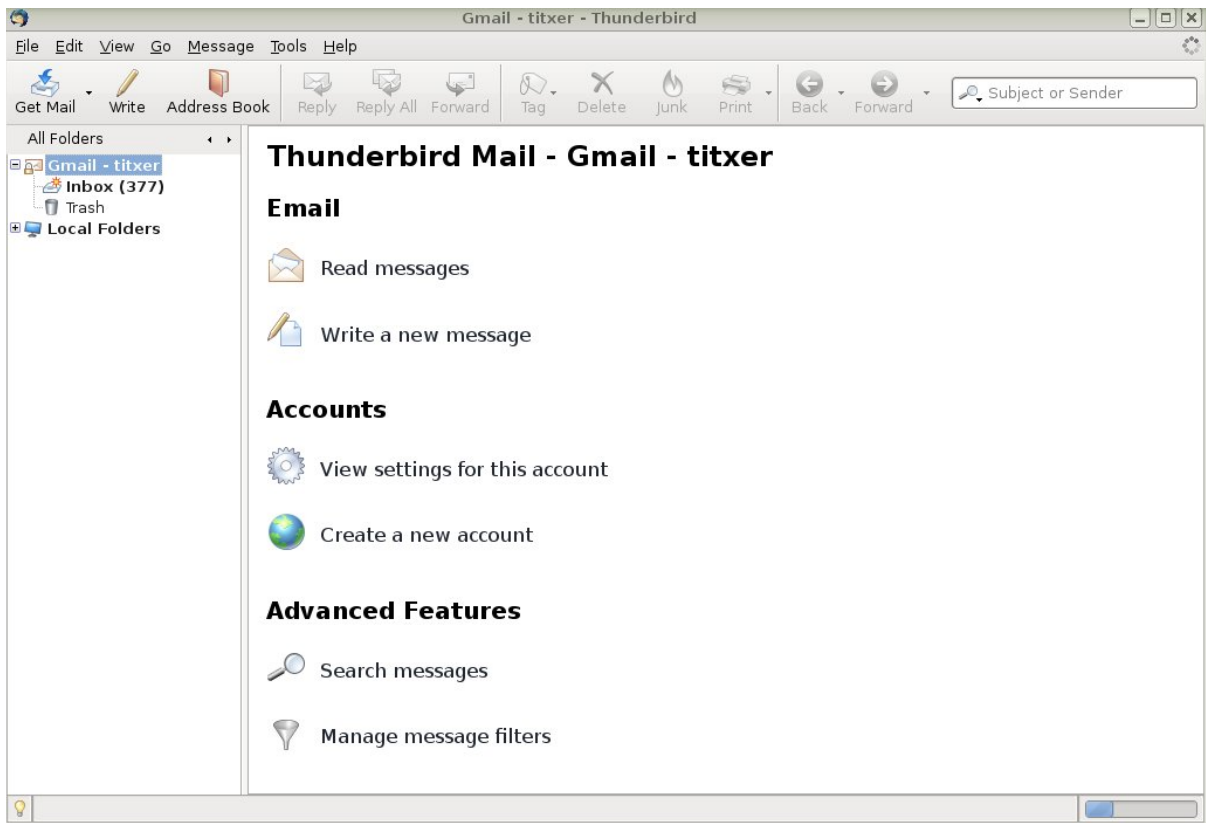 Gmail - titxer - Thunderbird
File Edit View Go Message Tools Help
Get Mail Write Address Book Reply Reply All Forward Tag Delete Junk Print Back Forward Subject or Sender
All Folders
Gmail - titxer
Inbox (377)
Trash
Local Folders
Thunderbird Mail - Gmail - titxer
Email
Read messages
Write a new message
Accounts
View settings for this account
Create a new account
Advanced Features
Search messages
Manage message filters